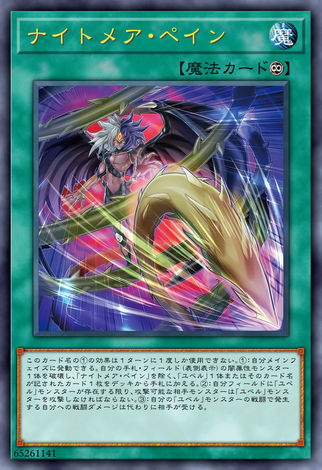 ナイトメア・ペイン
魔
【魔法カード】
このカード名の①の効果は1ターンに1度しか使用できない。①：自分メインフ
ェイズに発動できる。自分の手札・フィールド（表側表示）の闇属性モンスター
1体を破壊し、「ナイトメア・ペイン」を除く、「ユベル」1体またはそのカード名
が記されたカード1枚をデッキから手札に加える。②：自分フィールドに「ユベ
ル」モンスターが存在する限り、攻撃可能な相手モンスターは「ユベル」モンス
ターを攻撃しなければならない。③：自分の「ユベル」モンスターの戦闘で発生
する自分への戦闘ダメージは代わりに相手が受ける。
65261141